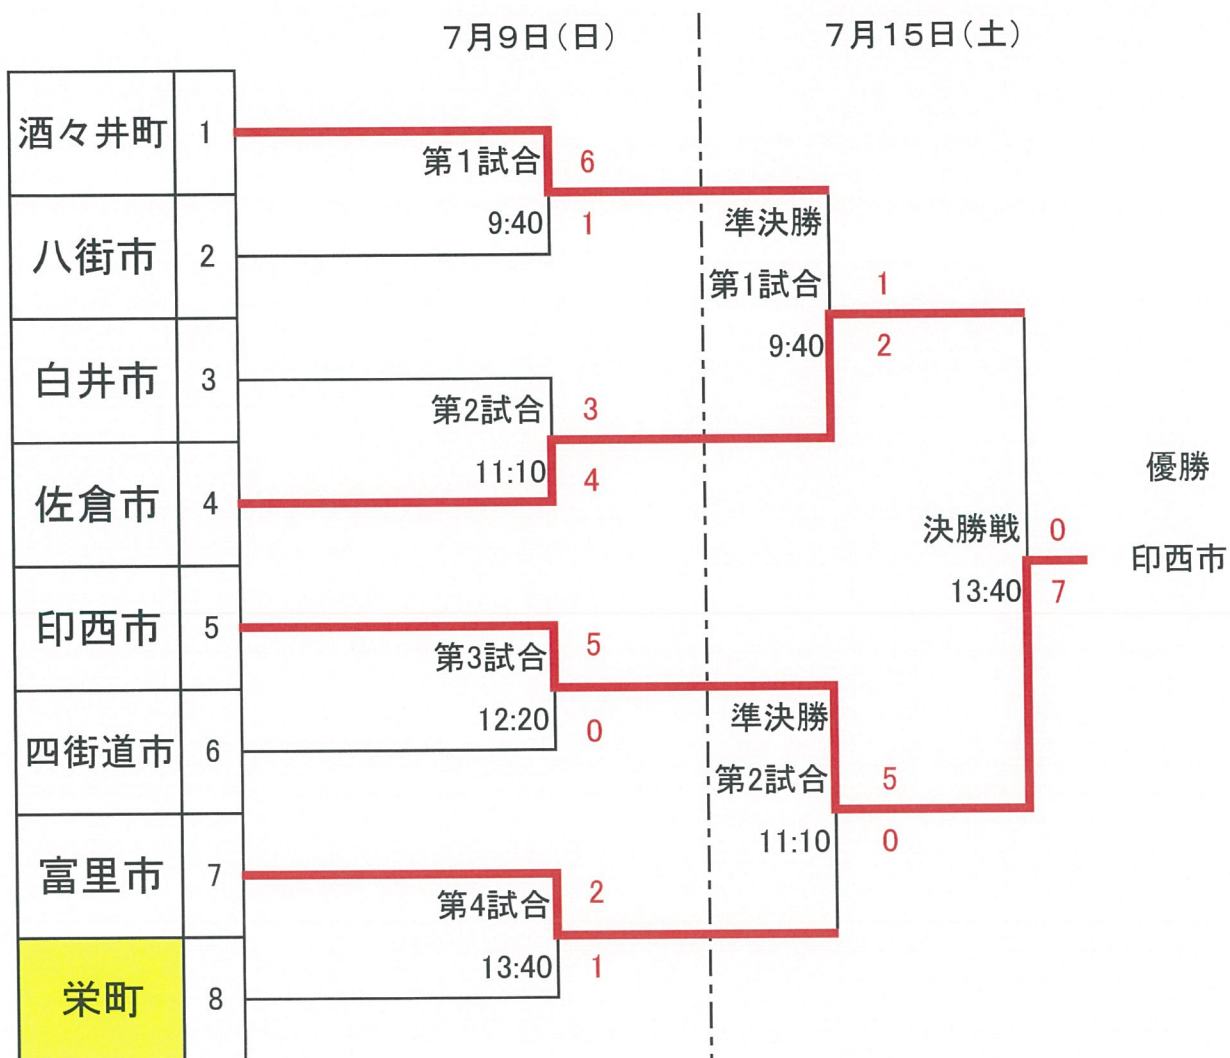 ７月９日（日）
７月１５日（土）
酒々井町 1
第1試合 6
9:40 1
八街市 2
準決勝
第1試合 1
9:40 2
白井市 3
第2試合 3
11:10 4
佐倉市 4
優勝
決勝戦 0
印西市
13:40 7
印西市 5
第3試合 5
12:20 0
四街道市 6
準決勝
第2試合 5
11:10 0
富里市 7
第4試合 2
13:40 1
栄町 8